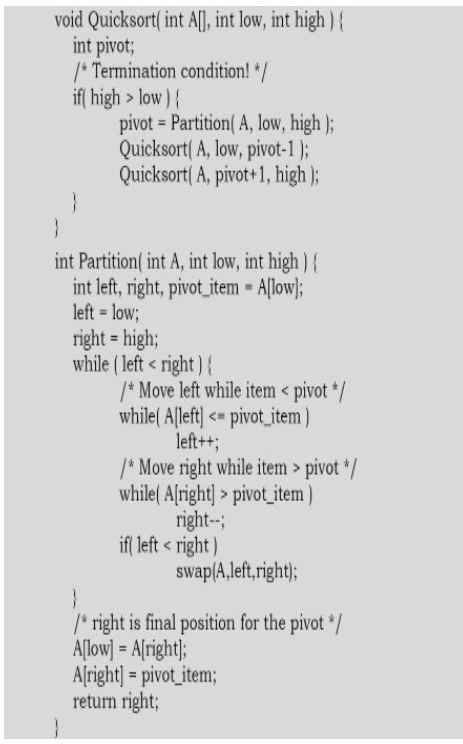 void Quicksort( int A[], int low, int high ) {
int pivot;
/* Termination condition! */
if( high > low ) {
pivot = Partition( A, low, high );
Quicksort( A, low, pivot-1 );
Quicksort( A, pivot+1, high );
}
}
int Partition( int A, int low, int high ) {
int left, right, pivot_item = A[low];
left = low;
right = high;
while ( left < right ) {
/* Move left while item < pivot */
while( A[left] <= pivot_item )
left++;
/* Move right while item > pivot */
while( A[right] > pivot_item )
right--;
if( left < right )
swap(A,left,right);
}
/* right is final position for the pivot */
A[low] = A[right];
A[right] = pivot_item;
return right;
}